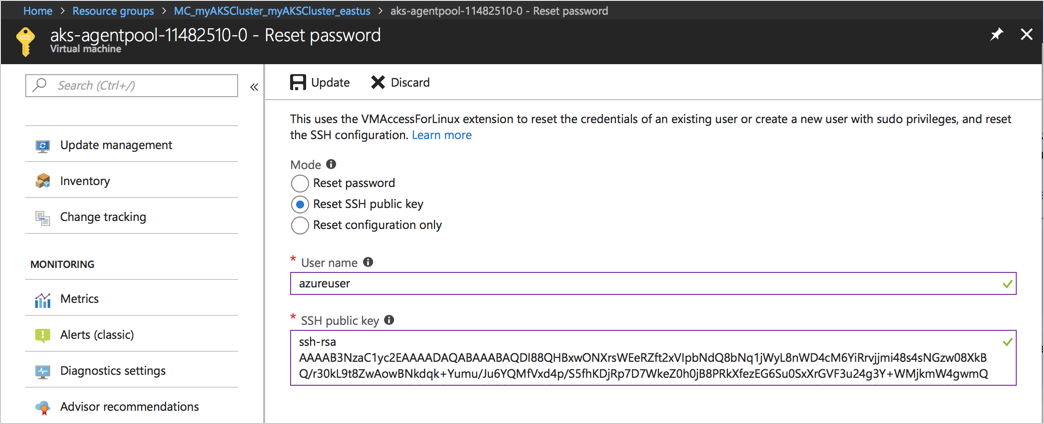 Home > Resource groups > MC_myAKSCluster_myAKSCluster_eastus > aks-agentpool-11482510-0 - Reset password
aks-agentpool-11482510-0 - Reset password
Virtual machine
Search (Ctrl+/)
«
Update management
Inventory
Change tracking
MONITORING
Metrics
Alerts (classic)
Diagnostics settings
Advisor recommendations
Update
Discard
This uses the VMAccessForLinux extension to reset the credentials of an existing user or create a new user with sudo privileges, and reset
the SSH configuration. Learn more
Mode
Reset password
Reset SSH public key
Reset configuration only
* User name
azureuser
* SSH public key
ssh-rsa
AAAAB3NzaC1yc2EAAAADAQABAAABAQDI88QHBxwONXrsWEeRZft2xVIpbNdQ8bNq1jWyL8nWD4cM6YiRrvjjmi48s4sNGzw08XkB
Q/r30kL9t8ZwAowBNkdqk+Yumu/Ju6YQMfVxd4p/S5fhKDjRp7D7WkeZ0h0jB8PRkXfezEG6Su0SxXrGVF3u24g3Y+WMjkmW4gwmQ